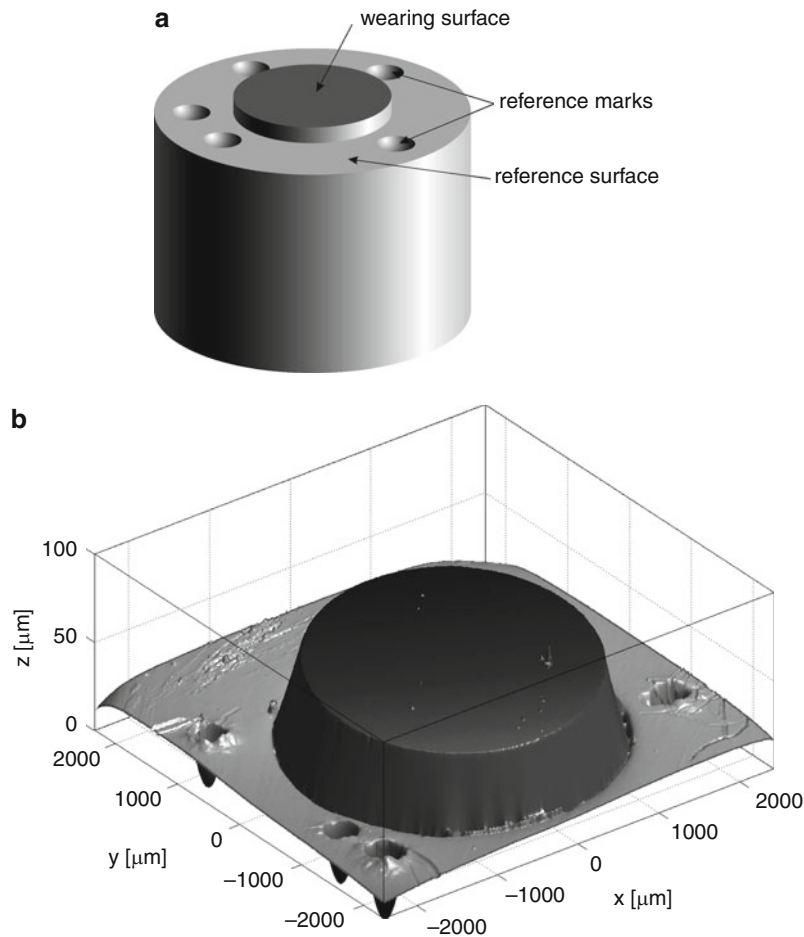 a
wearing surface
reference marks
reference surface
b
100
50
0
z [μm]
2000
1000
0
−1000
−2000
y [μm]
−2000
−1000
0
1000
2000
x [μm]